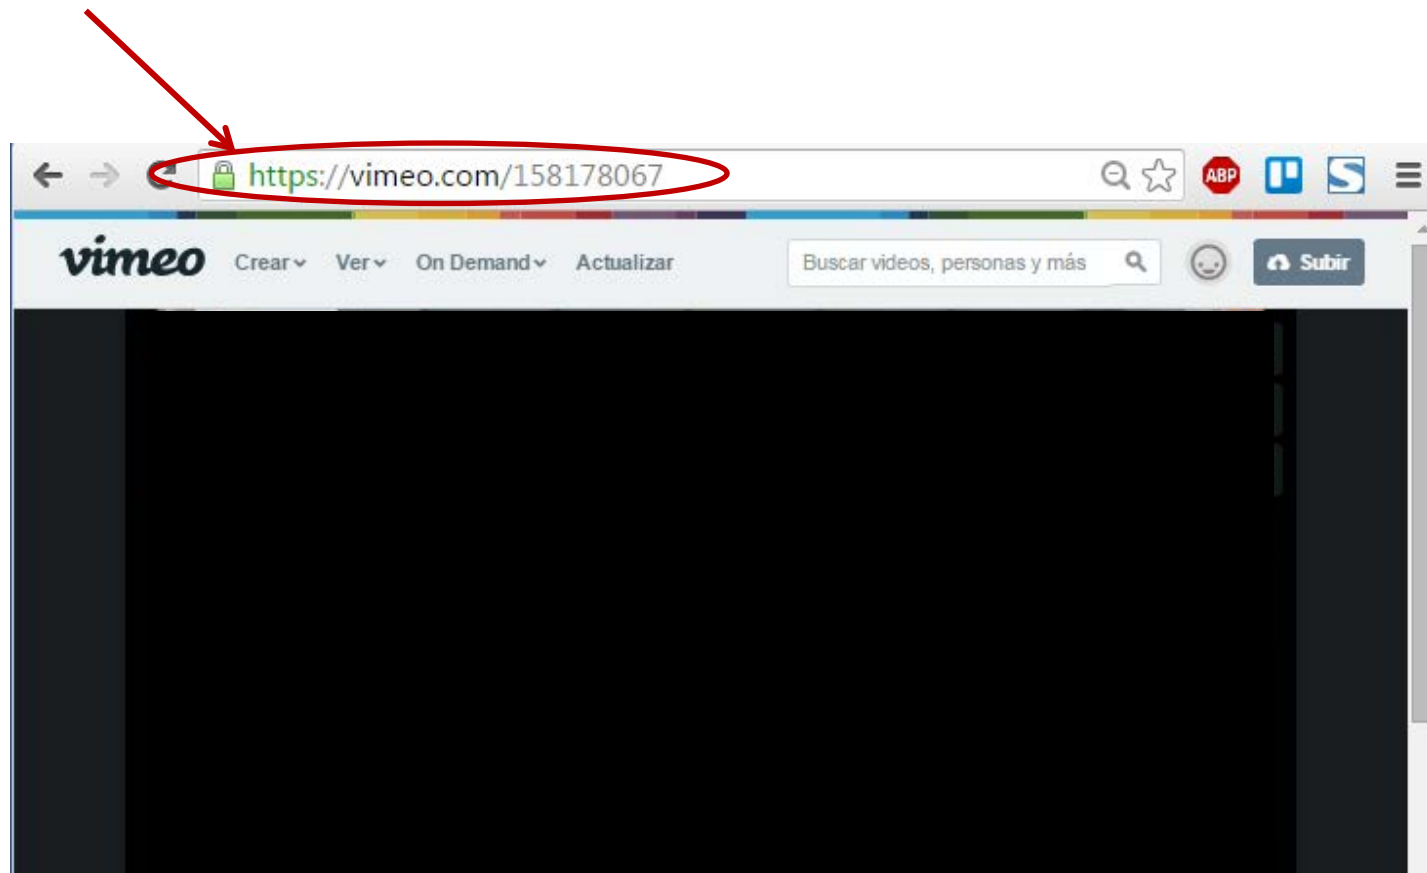 https://vimeo.com/158178067
ABP
vimeo Crear Ver On Demand Actualizar Buscar videos, personas y más Subir